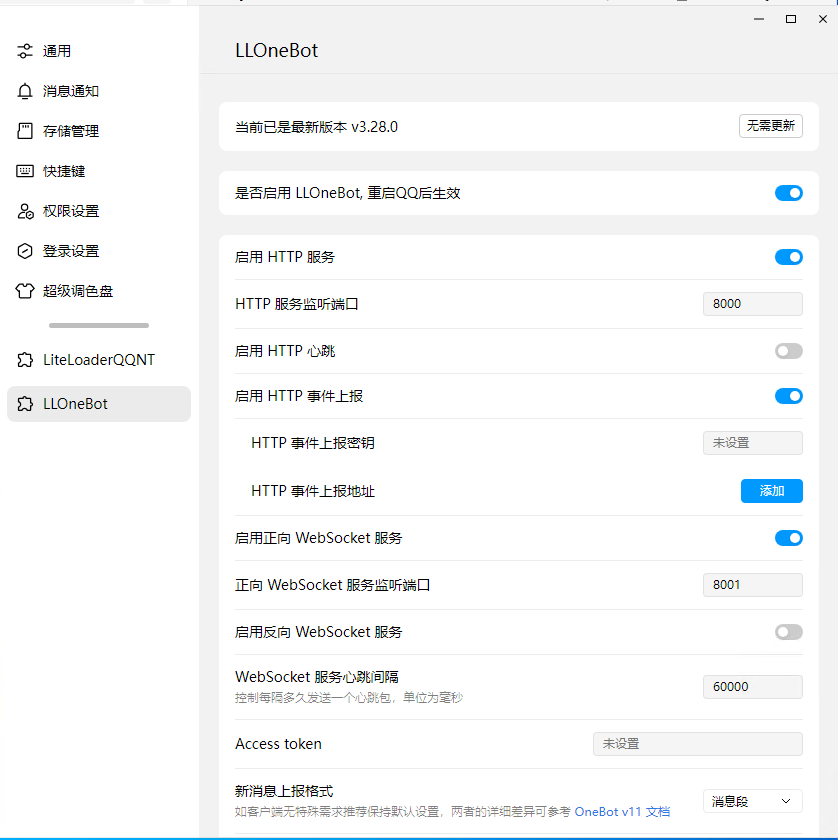 通用
消息通知
存储管理
快捷键
权限设置
登录设置
超级调色盘
LiteLoaderQQNT
LLOneBot
LLOneBot
当前已是最新版本 v3.28.0
无需更新
是否启用 LLOneBot, 重启QQ后生效
启用 HTTP 服务
HTTP 服务监听端口
8000
启用 HTTP 心跳
启用 HTTP 事件上报
HTTP 事件上报密钥
未设置
HTTP 事件上报地址
添加
启用正向 WebSocket 服务
正向 WebSocket 服务监听端口
8001
启用反向 WebSocket 服务
WebSocket 服务心跳间隔
控制每隔多久发送一个心跳包，单位为毫秒
60000
Access token
未设置
新消息上报格式
如客户端无特殊需求推荐保持默认设置，两者的详细差异可参考 OneBot v11 文档
消息段